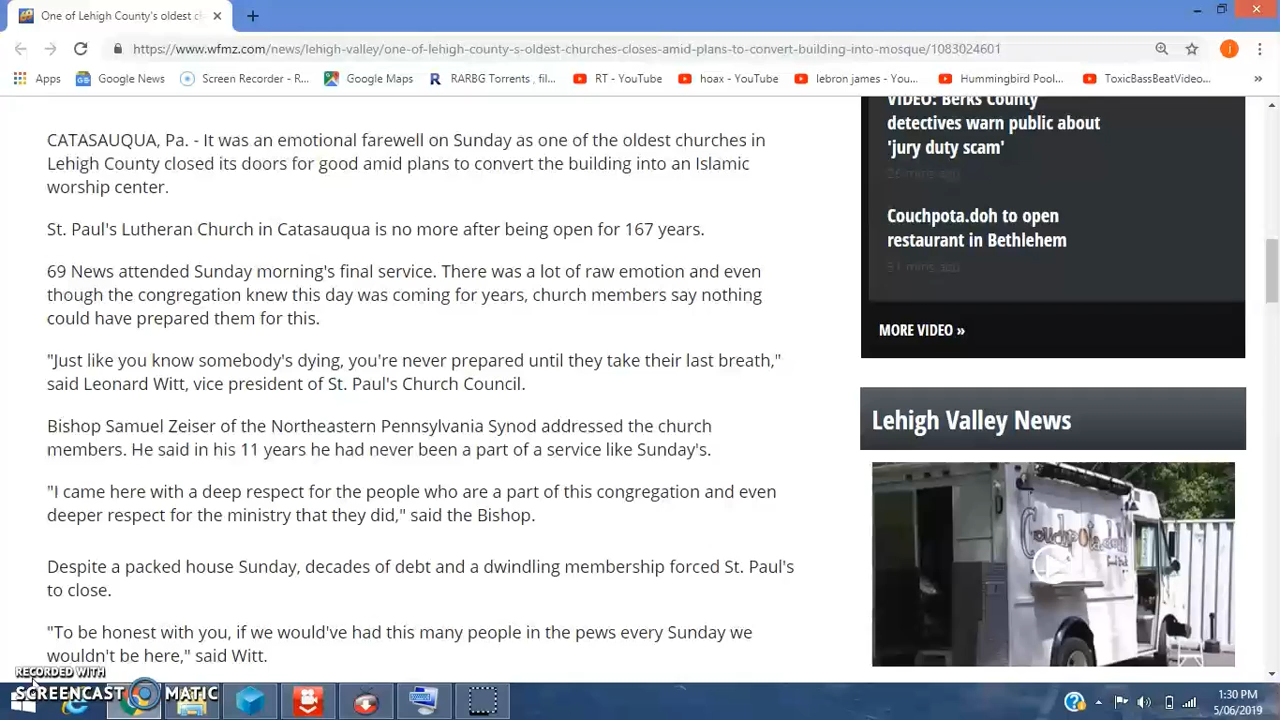 One of Lehigh County's oldest c
https://www.wfmz.com/news/lehigh-valley/one-of-lehigh-county-s-oldest-churches-closes-amid-plans-to-convert-building-into-mosque/1083024601
Apps Google News Screen Recorder - R... Google Maps RARBG Torrents , fil... RT - YouTube hoax - YouTube lebron james - You... Hummingbird Pool... ToxicBassBeatVideo... »
CATASAUQUA, Pa. - It was an emotional farewell on Sunday as one of the oldest churches in
Lehigh County closed its doors for good amid plans to convert the building into an Islamic
worship center.
St. Paul's Lutheran Church in Catasauqua is no more after being open for 167 years.
69 News attended Sunday morning's final service. There was a lot of raw emotion and even
though the congregation knew this day was coming for years, church members say nothing
could have prepared them for this.
"Just like you know somebody's dying, you're never prepared until they take their last breath,"
said Leonard Witt, vice president of St. Paul's Church Council.
Bishop Samuel Zeiser of the Northeastern Pennsylvania Synod addressed the church
members. He said in his 11 years he had never been a part of a service like Sunday's.
"I came here with a deep respect for the people who are a part of this congregation and even
deeper respect for the ministry that they did," said the Bishop.
Despite a packed house Sunday, decades of debt and a dwindling membership forced St. Paul's
to close.
"To be honest with you, if we would've had this many people in the pews every Sunday we
wouldn't be here," said Witt.
VIDEO: Berks County
detectives warn public about
'jury duty scam'
26 mins ago
Couchpota.doh to open
restaurant in Bethlehem
31 mins ago
MORE VIDEO »
Lehigh Valley News
RECORDED WITH
SCREENCAST MATIC
1:30 PM
5/06/2019